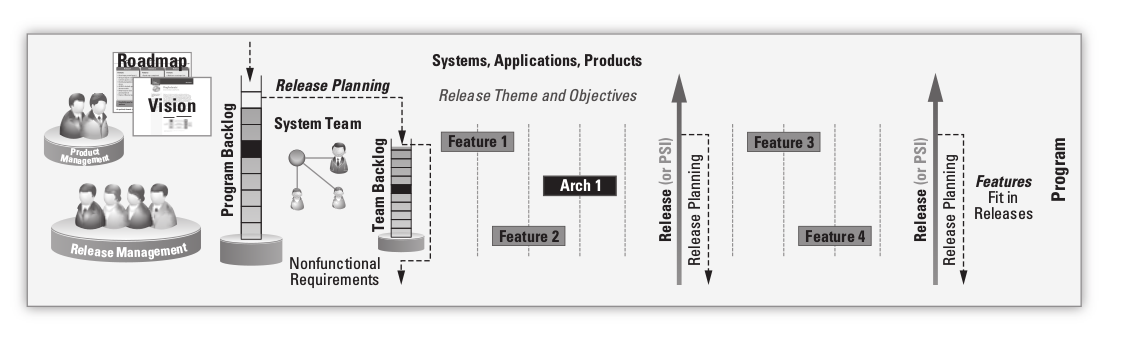 Roadmap
Vision
Product
Management
Release Management
Program Backlog
Release Planning
System Team
Team Backlog
Nonfunctional
Requirements
Systems, Applications, Products
Release Theme and Objectives
Feature 1
Arch 1
Feature 2
Release (or PSI)
Release Planning
Feature 3
Feature 4
Release (or PSI)
Release Planning
Features
Fit in
Releases
Program